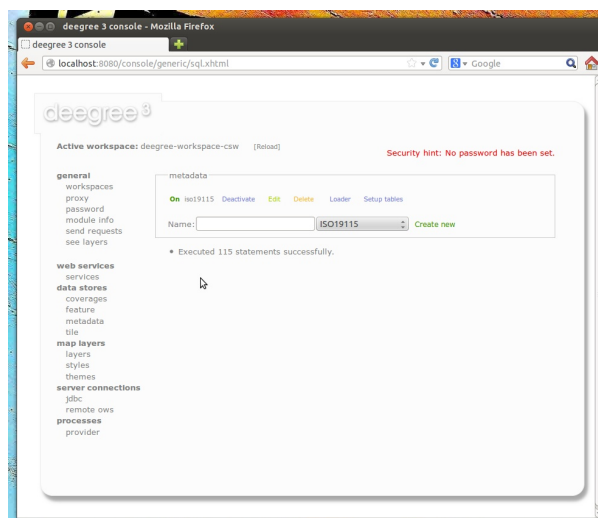 deegree 3 console - Mozilla Firefox
deegree 3 console
localhost:8080/console/generic/sql.xhtml
Google
deegree 3
Active workspace: deegree-workspace-csw [Reload]
Security hint: No password has been set.
general
workspaces
proxy
password
module info
send requests
see layers
web services
services
data stores
coverages
feature
metadata
tile
map layers
layers
styles
themes
server connections
jdbc
remote ows
processes
provider
metadata
On iso19115 Deactivate Edit Delete Loader Setup tables
Name: ISO19115 Create new
Executed 115 statements successfully.